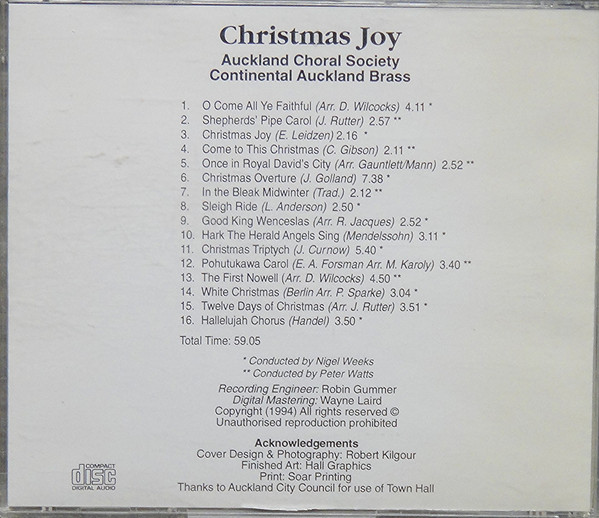 Christmas Joy
Auckland Choral Society
Continental Auckland Brass
1. O Come All Ye Faithful (Arr. D. Wilcocks) 4.11 *
2. Shepherds' Pipe Carol (J. Rutter) 2.57 **
3. Christmas Joy (E. Leidzen) 2.16 *
4. Come to This Christmas (C. Gibson) 2.11 **
5. Once in Royal David's City (Arr. Gauntlett/Mann) 2.52 **
6. Christmas Overture (J. Golland) 7.38 *
7. In the Bleak Midwinter (Trad.) 2.12 **
8. Sleigh Ride (L. Anderson) 2.50 *
9. Good King Wenceslas (Arr. R. Jacques) 2.52 *
10. Hark The Herald Angels Sing (Mendelssohn) 3.11 *
11. Christmas Triptych (J. Curnow) 5.40 *
12. Pohutukawa Carol (E. A. Forsman Arr. M. Karoly) 3.40 **
13. The First Nowell (Arr. D. Wilcocks) 4.50 **
14. White Christmas (Berlin Arr. P. Sparke) 3.04 *
15. Twelve Days of Christmas (Arr. J. Rutter) 3.51 *
16. Hallelujah Chorus (Handel) 3.50 *
Total Time: 59.05
* Conducted by Nigel Weeks
** Conducted by Peter Watts
Recording Engineer: Robin Gummer
Digital Mastering: Wayne Laird
Copyright (1994) All rights reserved ©
Unauthorised reproduction prohibited
Acknowledgements
Cover Design & Photography: Robert Kilgour
Finished Art: Hall Graphics
Print: Soar Printing
Thanks to Auckland City Council for use of Town Hall
COMPACT
disc
DIGITAL AUDIO